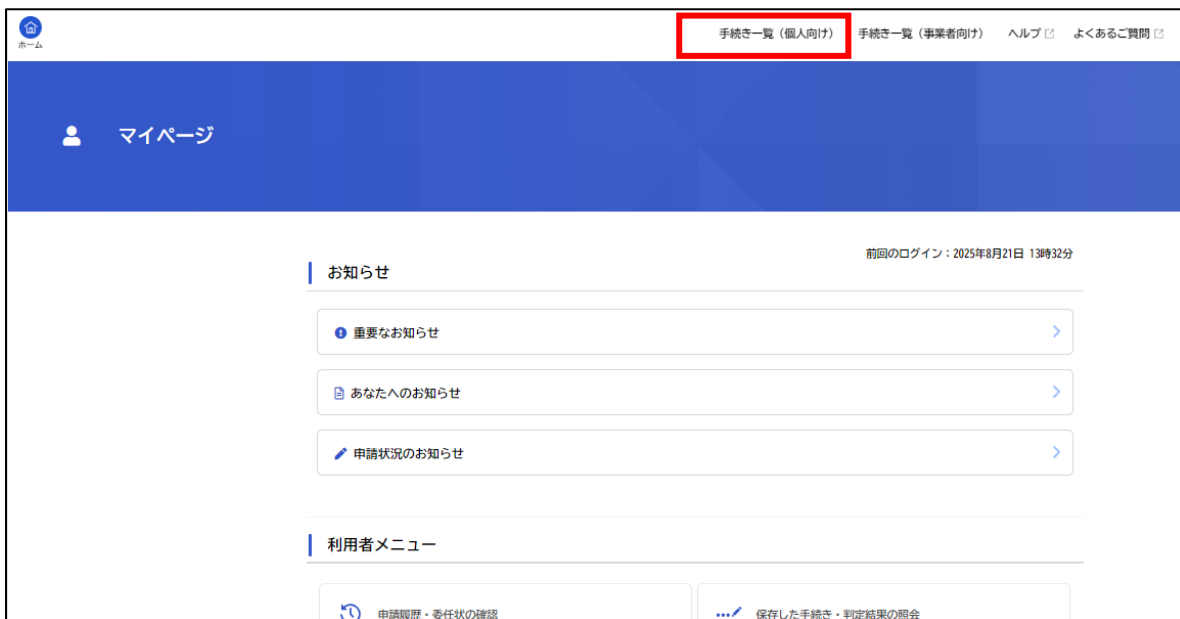 ホーム
手続き一覧（個人向け） 手続き一覧（事業者向け） ヘルプ よくあるご質問
マイページ
前回のログイン：2025年8月21日 13時32分
お知らせ
重要なお知らせ
あなたへのお知らせ
申請状況のお知らせ
利用者メニュー
申請履歴・委任状の確認 保存した手続き・判定結果の照会